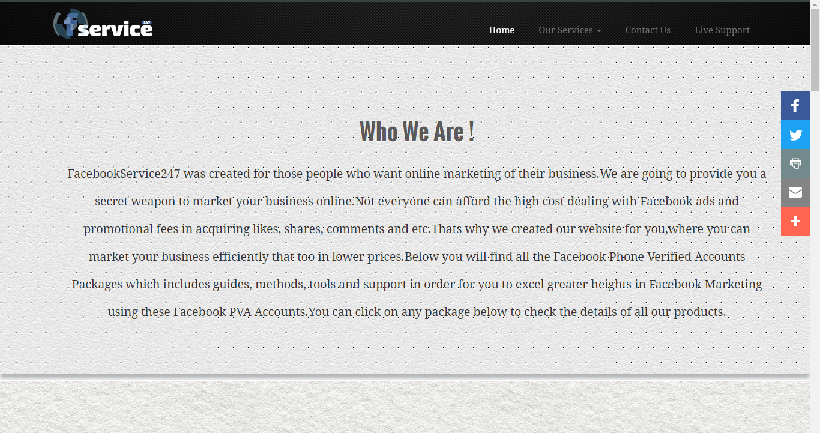 fservice
Home Our Services Contact Us Live Support
Who We Are !
FacebookService247 was created for those people who want online marketing of their business.We are going to provide you a
secret weapon to market your business online.Not everyone can afford the high cost dealing with Facebook ads and
promotional fees in acquiring likes, shares, comments and etc.Thats why we created our website for you,where you can
market your business efficiently that too in lower prices.Below you will find all the Facebook Phone Verified Accounts
Packages which includes guides, methods, tools and support in order for you to excel greater heights in Facebook Marketing
using these Facebook PVA Accounts.You can click on any package below to check the details of all our products.